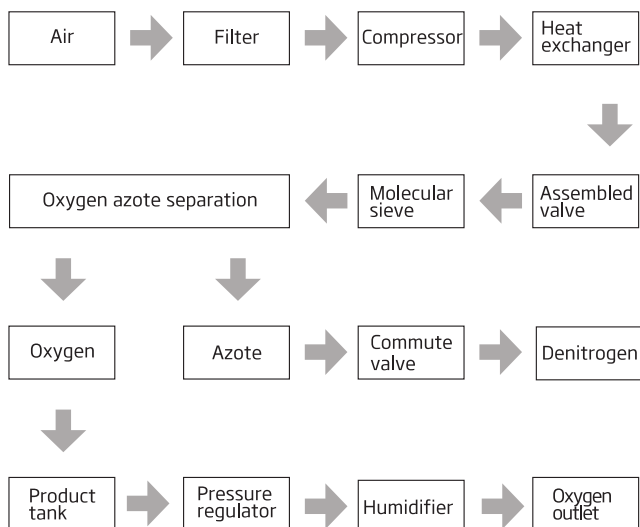 Air
Filter
Compressor
Heat
exchanger
Oxygen azote separation
Molecular
sieve
Assembled
valve
Oxygen
Azote
Commute
valve
Denitrogen
Product
tank
Pressure
regulator
Humidifier
Oxygen
outlet